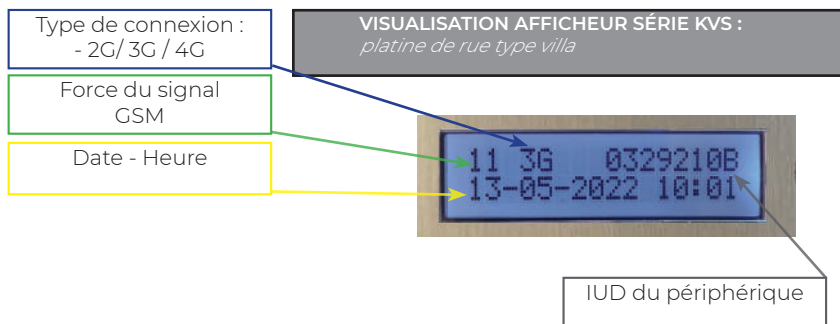 Type de connexion :
- 2G/ 3G / 4G
VISUALISATION AFFICHEUR SÉRIE KVS :
platine de rue type villa
Force du signal
GSM
Date - Heure
11 3G 0329210B
13-05-2022 10:01
IUD du périphérique